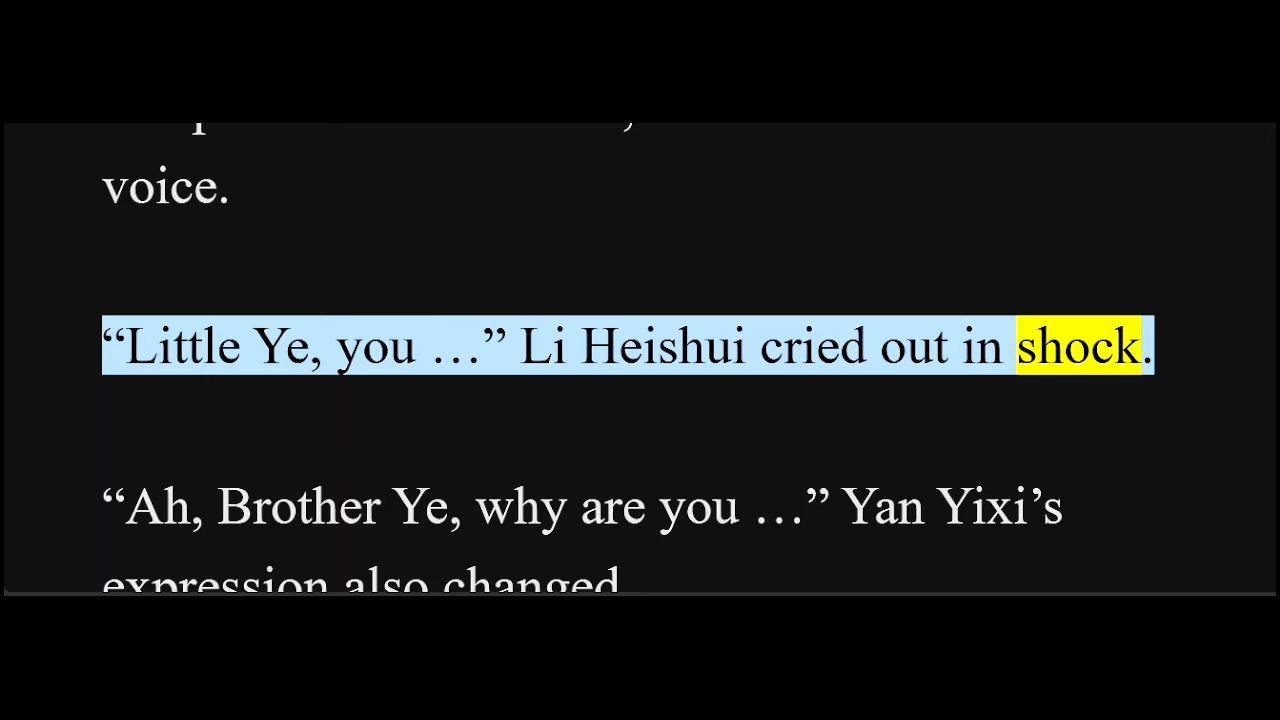 voice.
“Little Ye, you …” Li Heishui cried out in shock.
“Ah, Brother Ye, why are you …” Yan Yixi’s
expression also changed